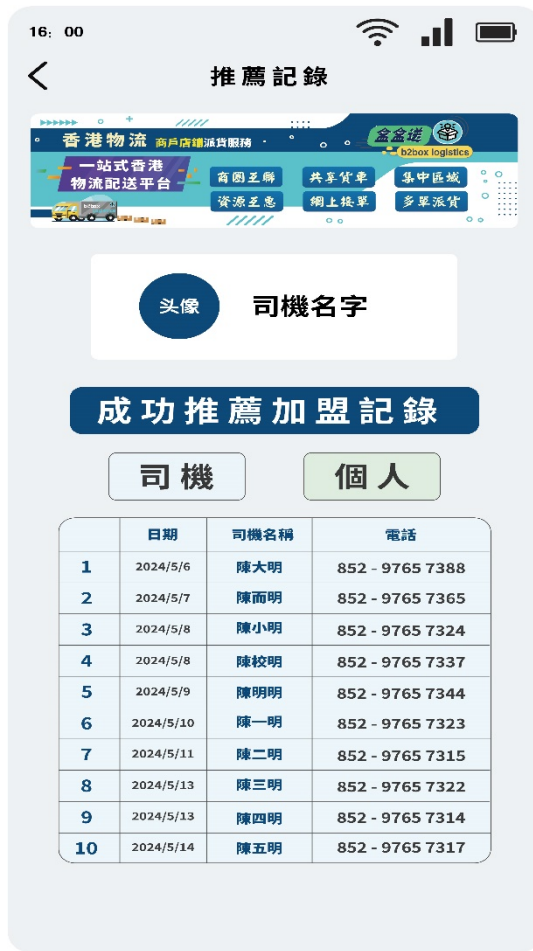 16: 00
推薦記錄
香港物流 商戶店鋪派貨服務
盒盒送
b2box logistics
一站式香港
物流配送平台
商圈互聯 共享貨車 集中區域
資源互惠 網上接單 多單派貨
头像 司機名字
成功推薦加盟記錄
司機 個人
日期 司機名稱 電話
1 2024/5/6 陳大明 852 - 9765 7388
2 2024/5/7 陳而明 852 - 9765 7365
3 2024/5/8 陳小明 852 - 9765 7324
4 2024/5/8 陳校明 852 - 9765 7337
5 2024/5/9 陳明明 852 - 9765 7344
6 2024/5/10 陳一明 852 - 9765 7323
7 2024/5/11 陳二明 852 - 9765 7315
8 2024/5/13 陳三明 852 - 9765 7322
9 2024/5/13 陳四明 852 - 9765 7314
10 2024/5/14 陳五明 852 - 9765 7317